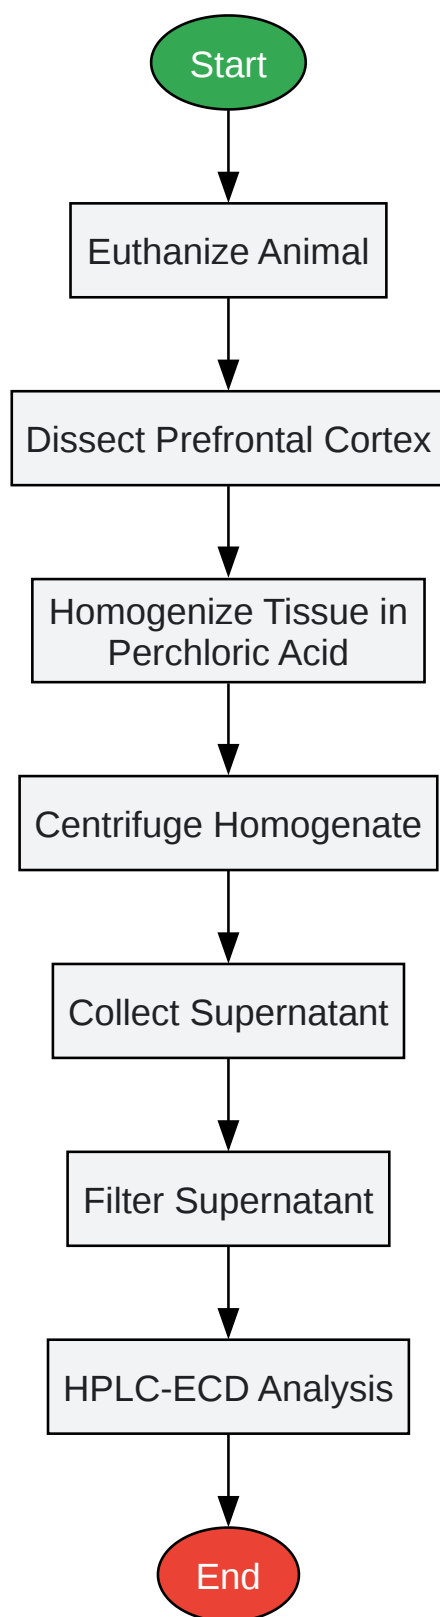 Start
Euthanize Animal
Dissect Prefrontal Cortex
Homogenize Tissue in
Perchloric Acid
Centrifuge Homogenate
Collect Supernatant
Filter Supernatant
HPLC-ECD Analysis
End